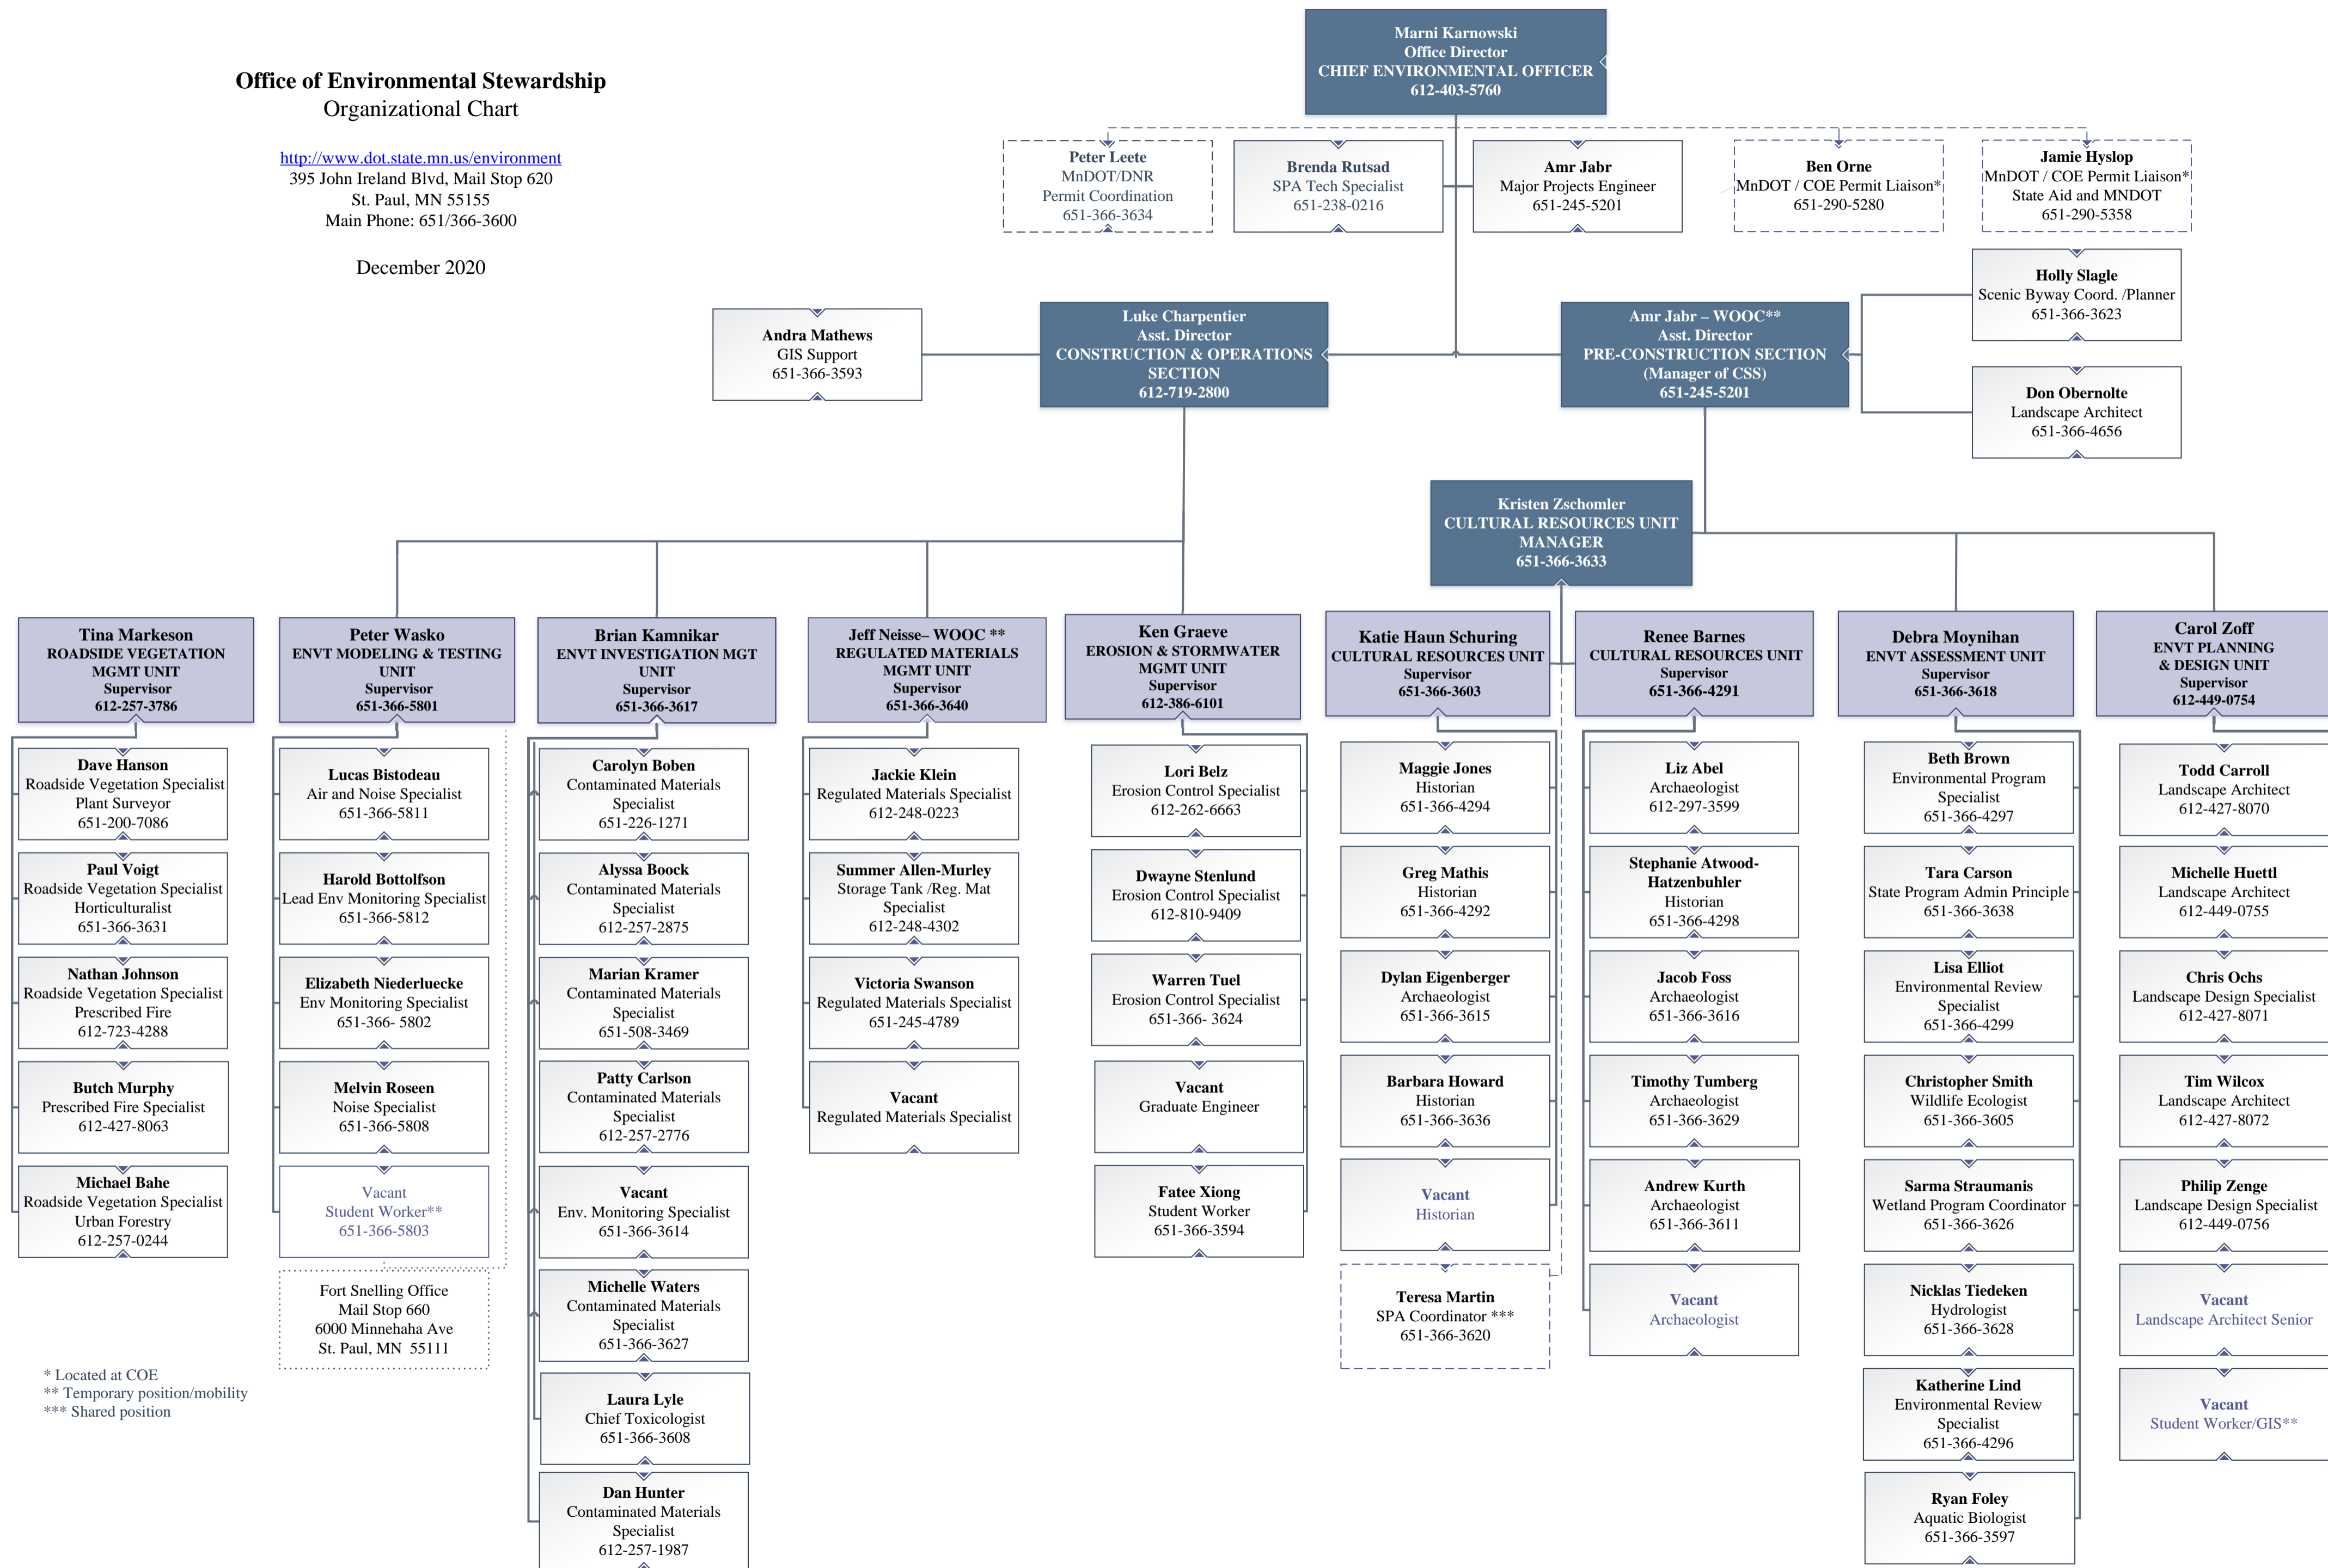 Marni Karnowski
Office Director
CHIEF ENVIRONMENTAL OFFICER
612-403-5760
Office of Environmental Stewardship
Organizational Chart
http://www.dot.state.mn.us/environment
395 John Ireland Blvd, Mail Stop 620
St. Paul, MN 55155
Main Phone: 651/366-3600
December 2020
Peter Leete
MnDOT/DNR
Permit Coordination
651-366-3634
Brenda Rutsad
SPA Tech Specialist
651-238-0216
Amr Jabr
Major Projects Engineer
651-245-5201
Ben Orne
MnDOT / COE Permit Liaison*
651-290-5280
Jamie Hyslop
MnDOT / COE Permit Liaison*
State Aid and MNDOT
651-290-5358
Holly Slagle
Scenic Byway Coord. /Planner
651-366-3623
Don Obernolte
Landscape Architect
651-366-4656
Andra Mathews
GIS Support
651-366-3593
Luke Charpentier
Asst. Director
CONSTRUCTION & OPERATIONS
SECTION
612-719-2800
Amr Jabr – WOOC**
Asst. Director
PRE-CONSTRUCTION SECTION
(Manager of CSS)
651-245-5201
Kristen Zschomler
CULTURAL RESOURCES UNIT
MANAGER
651-366-3633
Tina Markeson
ROADSIDE VEGETATION
MGMT UNIT
Supervisor
612-257-3786
Dave Hanson
Roadside Vegetation Specialist
Plant Surveyor
651-200-7086
Paul Voigt
Roadside Vegetation Specialist
Horticulturalist
651-366-3631
Nathan Johnson
Roadside Vegetation Specialist
Prescribed Fire
612-723-4288
Butch Murphy
Prescribed Fire Specialist
612-427-8063
Michael Bahe
Roadside Vegetation Specialist
Urban Forestry
612-257-0244
Peter Wasko
ENVT MODELING & TESTING
UNIT
Supervisor
651-366-5801
Lucas Bistodeau
Air and Noise Specialist
651-366-5811
Harold Bottolfson
Lead Env Monitoring Specialist
651-366-5812
Elizabeth Niederluecke
Env Monitoring Specialist
651-366- 5802
Melvin Roseen
Noise Specialist
651-366-5808
Vacant
Student Worker**
651-366-5803
Fort Snelling Office
Mail Stop 660
6000 Minnehaha Ave
St. Paul, MN 55111
Brian Kamnikar
ENVT INVESTIGATION MGT
UNIT
Supervisor
651-366-3617
Carolyn Boben
Contaminated Materials
Specialist
651-226-1271
Alyssa Boock
Contaminated Materials
Specialist
612-257-2875
Marian Kramer
Contaminated Materials
Specialist
651-508-3469
Patty Carlson
Contaminated Materials
Specialist
612-257-2776
Vacant
Env. Monitoring Specialist
651-366-3614
Michelle Waters
Contaminated Materials
Specialist
651-366-3627
Laura Lyle
Chief Toxicologist
651-366-3608
Dan Hunter
Contaminated Materials
Specialist
612-257-1987
Jeff Neisse– WOOC **
REGULATED MATERIALS
MGMT UNIT
Supervisor
651-366-3640
Jackie Klein
Regulated Materials Specialist
612-248-0223
Summer Allen-Murley
Storage Tank /Reg. Mat
Specialist
612-248-4302
Victoria Swanson
Regulated Materials Specialist
651-245-4789
Vacant
Regulated Materials Specialist
Ken Graeve
EROSION & STORMWATER
MGMT UNIT
Supervisor
612-386-6101
Lori Belz
Erosion Control Specialist
612-262-6663
Dwayne Stenlund
Erosion Control Specialist
612-810-9409
Warren Tuel
Erosion Control Specialist
651-366- 3624
Vacant
Graduate Engineer
Fatee Xiong
Student Worker
651-366-3594
Katie Haun Schuring
CULTURAL RESOURCES UNIT
Supervisor
651-366-3603
Maggie Jones
Historian
651-366-4294
Greg Mathis
Historian
651-366-4292
Dylan Eigenberger
Archaeologist
651-366-3615
Barbara Howard
Historian
651-366-3636
Vacant
Historian
Teresa Martin
SPA Coordinator ***
651-366-3620
Renee Barnes
CULTURAL RESOURCES UNIT
Supervisor
651-366-4291
Liz Abel
Archaeologist
612-297-3599
Stephanie Atwood-
Hatzenbuhler
Historian
651-366-4298
Jacob Foss
Archaeologist
651-366-3616
Timothy Tumberg
Archaeologist
651-366-3629
Andrew Kurth
Archaeologist
651-366-3611
Vacant
Archaeologist
Debra Moynihan
ENVT ASSESSMENT UNIT
Supervisor
651-366-3618
Beth Brown
Environmental Program
Specialist
651-366-4297
Tara Carson
State Program Admin Principle
651-366-3638
Lisa Elliot
Environmental Review
Specialist
651-366-4299
Christopher Smith
Wildlife Ecologist
651-366-3605
Sarma Straumanis
Wetland Program Coordinator
651-366-3626
Nicklas Tiedeken
Hydrologist
651-366-3628
Katherine Lind
Environmental Review
Specialist
651-366-4296
Ryan Foley
Aquatic Biologist
651-366-3597
Carol Zoff
ENVT PLANNING
& DESIGN UNIT
Supervisor
612-449-0754
Todd Carroll
Landscape Architect
612-427-8070
Michelle Huettl
Landscape Architect
612-449-0755
Chris Ochs
Landscape Design Specialist
612-427-8071
Tim Wilcox
Landscape Architect
612-427-8072
Philip Zenge
Landscape Design Specialist
612-449-0756
Vacant
Landscape Architect Senior
Vacant
Student Worker/GIS**
* Located at COE
** Temporary position/mobility
*** Shared position